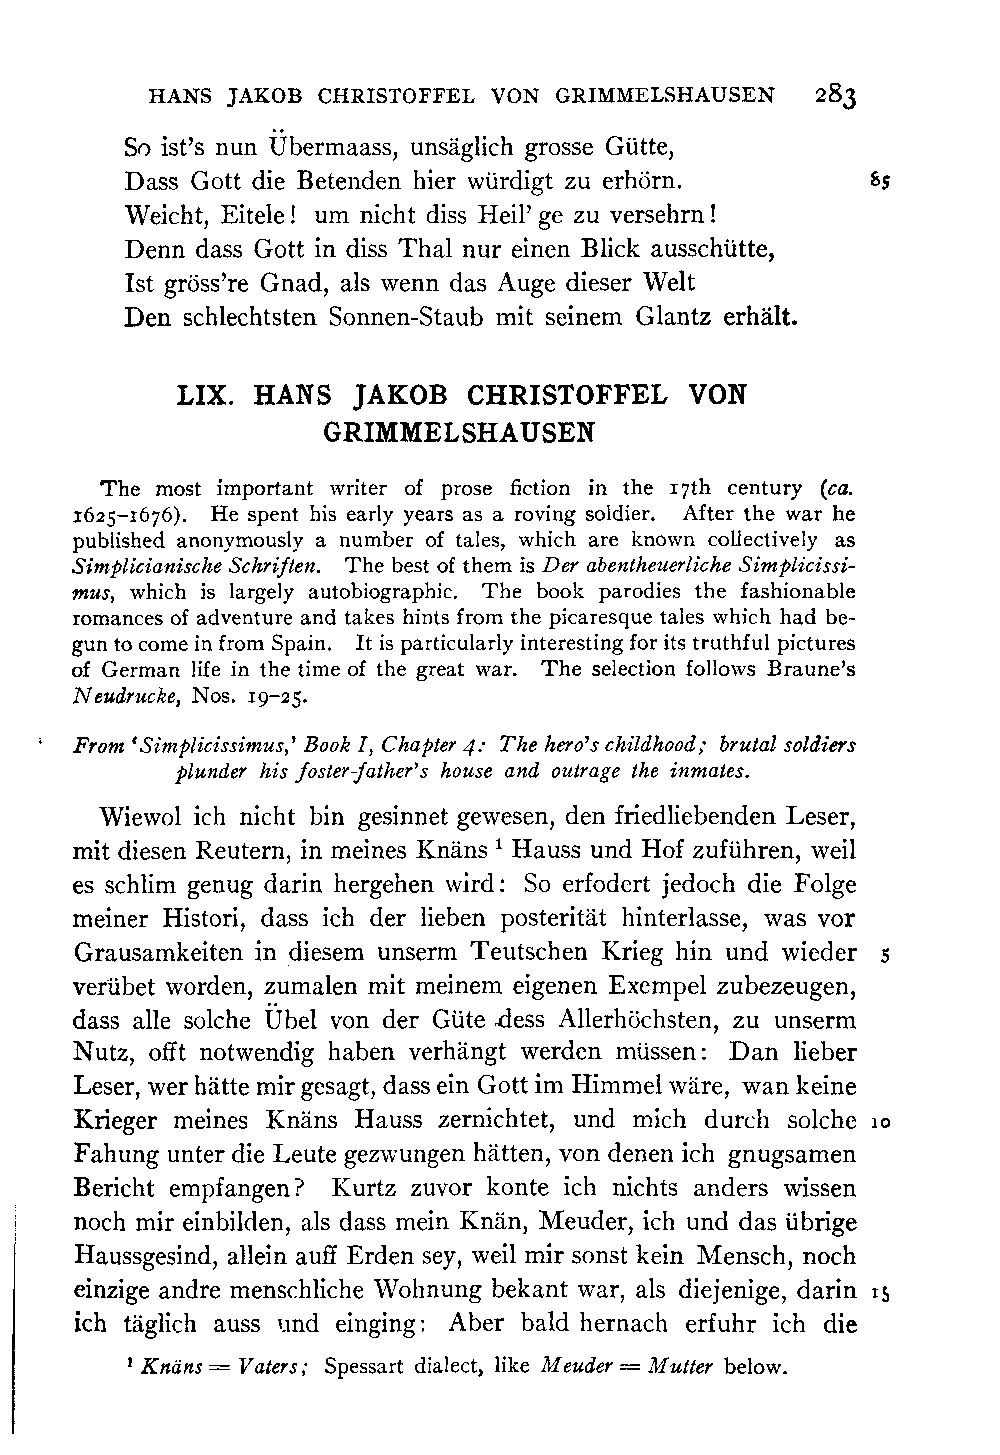 HANS JAKOB CHRISTOFFEL VON GRIMMELSHAUSEN 283
So ist's nun Übermaass, unsäglich grosse Gütte,
Dass Gott die Betenden hier würdigt zu erhörn. 85
Weicht, Eitele! um nicht diss Heil'ge zu versehrn!
Denn dass Gott in diss Thal nur einen Blick ausschütte,
Ist gröss're Gnad, als wenn das Auge dieser Welt
Den schlechtsten Sonnen-Staub mit seinem Glantz erhält.
LIX. HANS JAKOB CHRISTOFFEL VON
GRIMMELSHAUSEN
The most important writer of prose fiction in the 17th century (ca.
1625–1676). He spent his early years as a roving soldier. After the war he
published anonymously a number of tales, which are known collectively as
Simplicianische Schriften. The best of them is Der abentheuerliche Simplicissi-
mus, which is largely autobiographic. The book parodies the fashionable
romances of adventure and takes hints from the picaresque tales which had be-
gun to come in from Spain. It is particularly interesting for its truthful pictures
of German life in the time of the great war. The selection follows Braune's
Neudrucke, Nos. 19–25.
From 'Simplicissimus,' Book I, Chapter 4: The hero's childhood; brutal soldiers
plunder his foster-father's house and outrage the inmates.
Wiewol ich nicht bin gesinnet gewesen, den friedliebenden Leser,
mit diesen Reutern, in meines Knäns ¹ Hauss und Hof zuführen, weil
es schlim genug darin hergehen wird: So erfodert jedoch die Folge
meiner Histori, dass ich der lieben posterität hinterlasse, was vor
Grausamkeiten in diesem unserm Teutschen Krieg hin und wieder 5
verübet worden, zumalen mit meinem eigenen Exempel zubezeugen,
dass alle solche Übel von der Güte dess Allerhöchsten, zu unserm
Nutz, offt notwendig haben verhängt werden müssen: Dan lieber
Leser, wer hätte mir gesagt, dass ein Gott im Himmel wäre, wan keine
Krieger meines Knäns Hauss zernichtet, und mich durch solche 10
Fahung unter die Leute gezwungen hätten, von denen ich gnugsamen
Bericht empfangen? Kurtz zuvor konte ich nichts anders wissen
noch mir einbilden, als dass mein Knän, Meuder, ich und das übrige
Haussgesind, allein auff Erden sey, weil mir sonst kein Mensch, noch
einzige andre menschliche Wohnung bekant war, als diejenige, darin 15
ich täglich auss und einging: Aber bald hernach erfuhr ich die
¹ Knäns = Vaters; Spessart dialect, like Meuder = Mutter below.